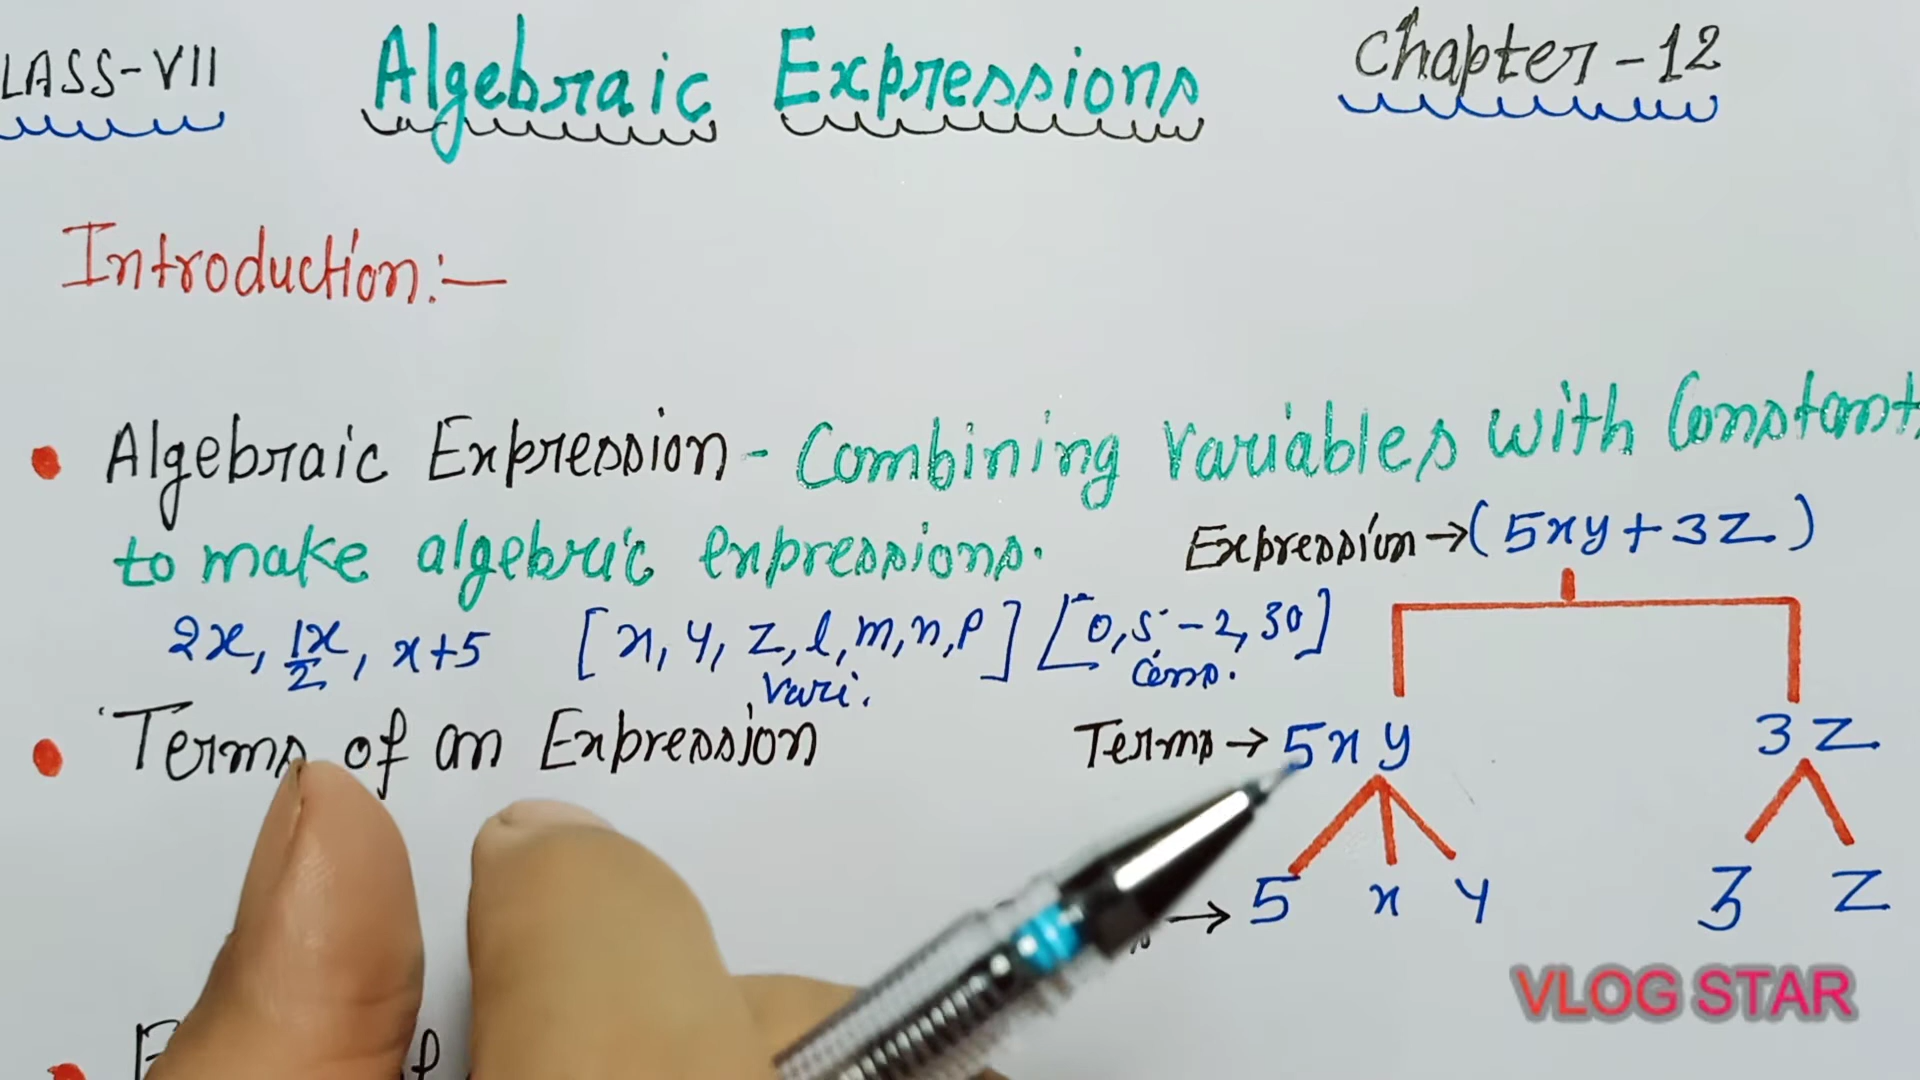 LASS-VII Algebraic Expressions Chapter-12
Introduction:-
• Algebraic Expression - Combining Variables with Constant
to make algebric expressions.
Expression → (5xy + 3z)
2x, 1x/2, x+5 [x, y, z, l, m, n, p] [0, 5, -2, 30]
vari. Cons.
• Terms of an Expression
Terms → 5xy 3z
→ 5 x y 3 z
VLOG STAR